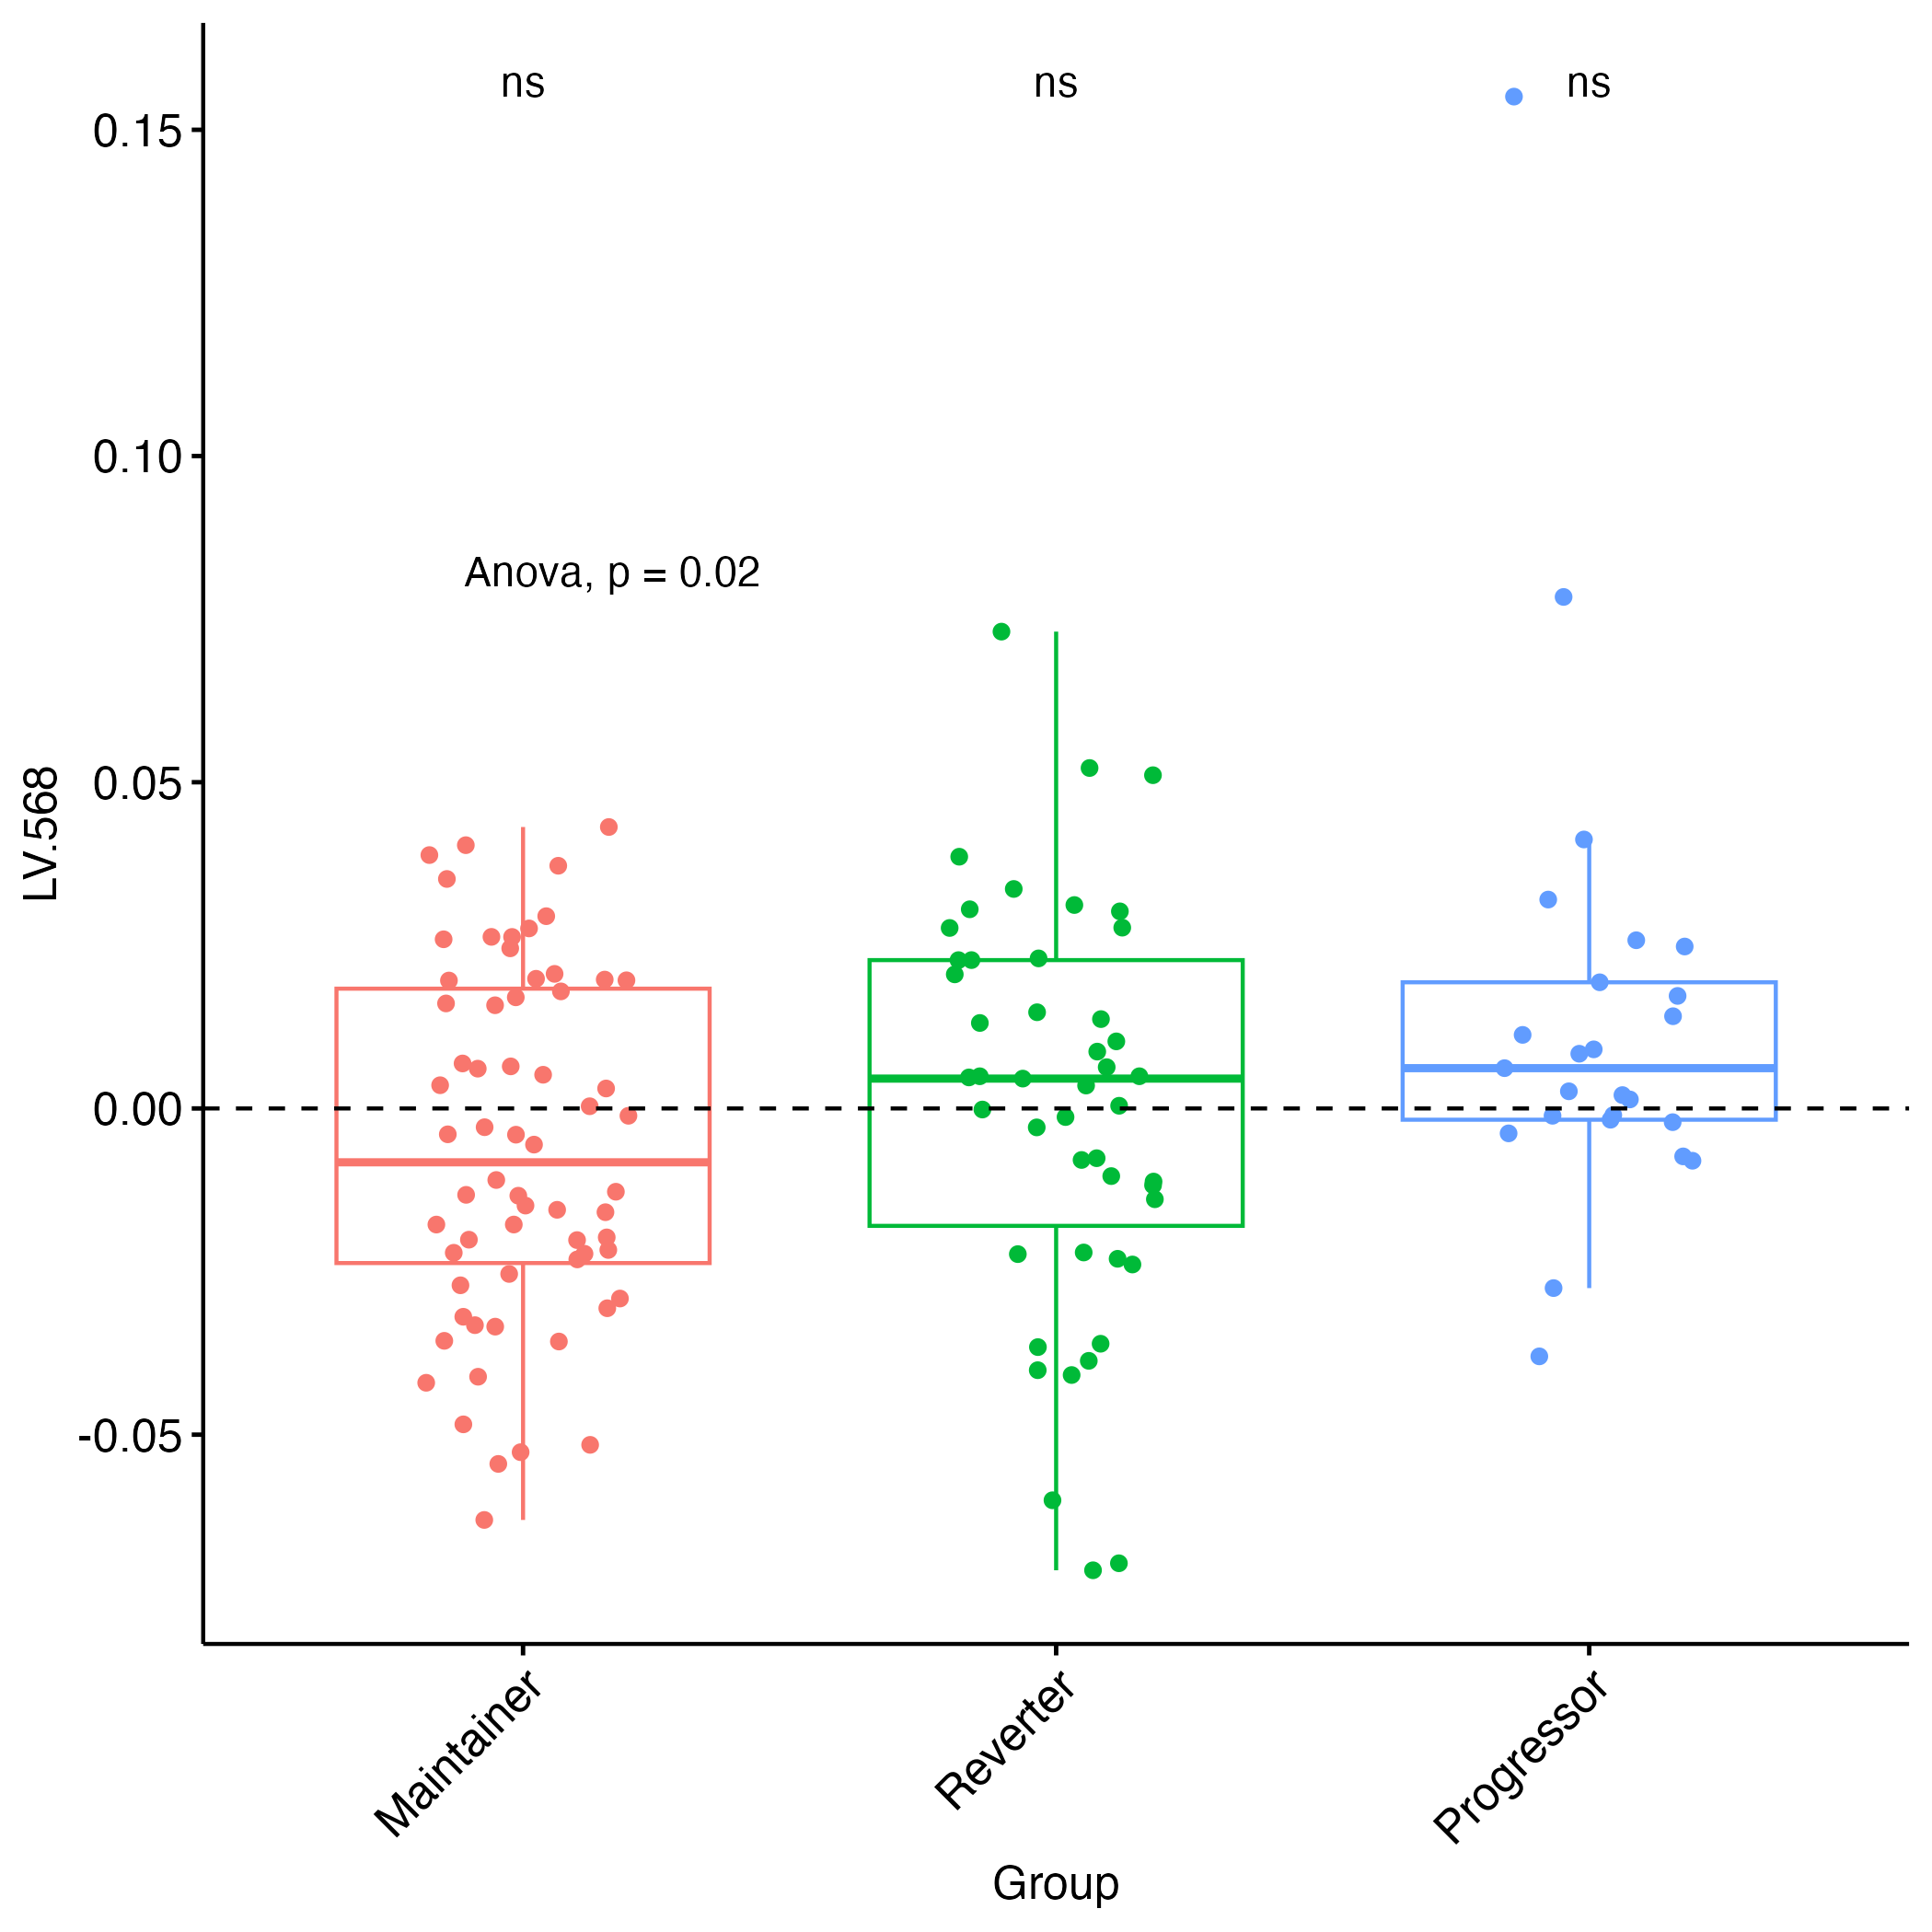 ns ns ns
0.15
0.10
Anova, p = 0.02
0.05
LV.568
0.00
-0.05
Maintainer Reverter Progressor
Group